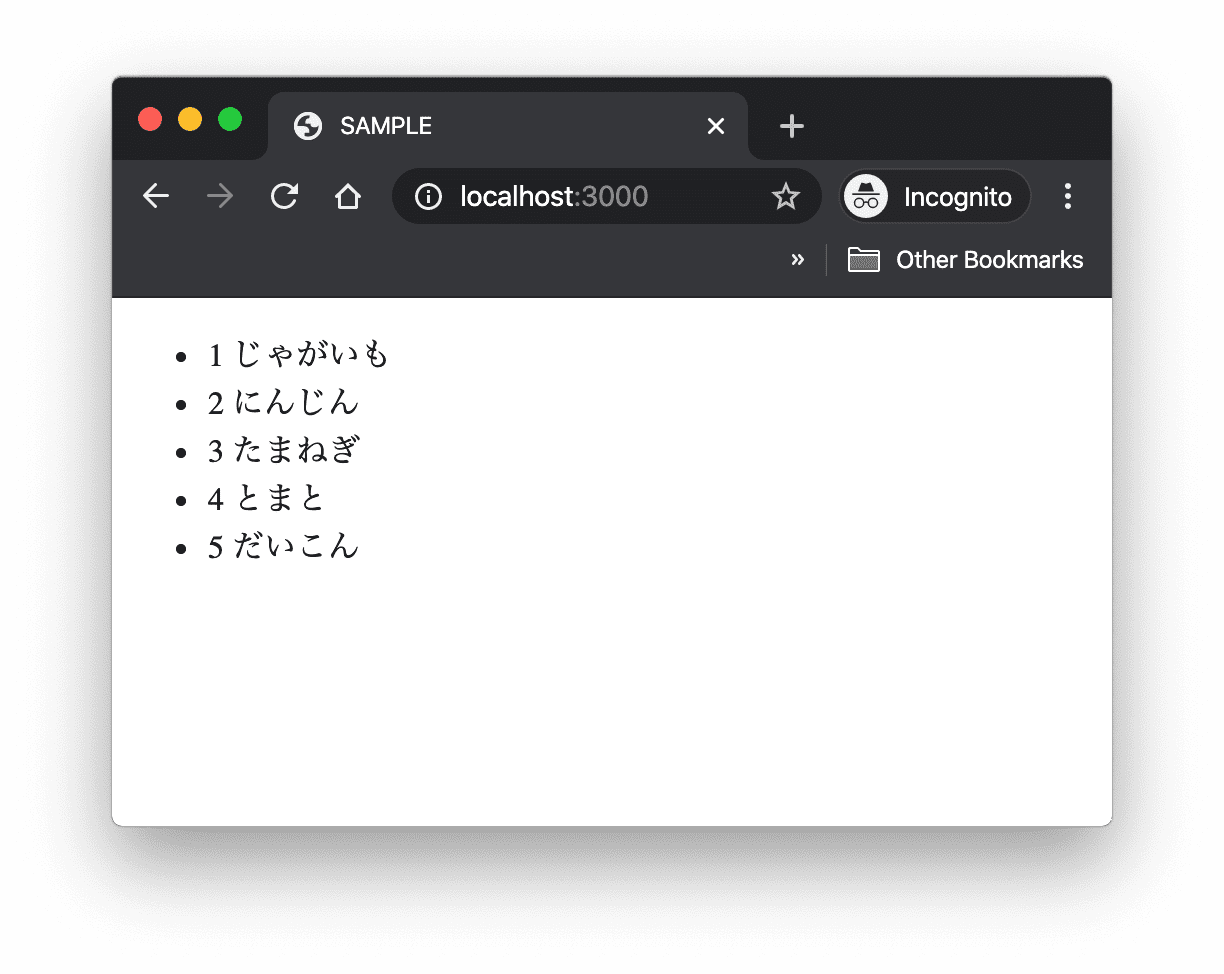 SAMPLE
localhost:3000
Incognito
» Other Bookmarks
• 1 じゃがいも
• 2 にんじん
• 3 たまねぎ
• 4 とまと
• 5 だいこん